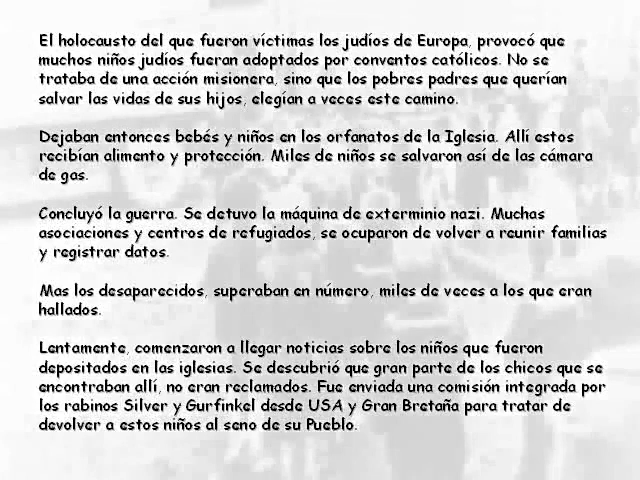 El holocausto del que fueron víctimas los judíos de Europa, provocó que
muchos niños judíos fueran adoptados por conventos católicos. No se
trataba de una acción misionera, sino que los pobres padres que querían
salvar las vidas de sus hijos, elegían a veces este camino.
Dejaban entonces bebés y niños en los orfanatos de la Iglesia. Allí estos
recibían alimento y protección. Miles de niños se salvaron así de las cámara
de gas.
Concluyó la guerra. Se detuvo la máquina de exterminio nazi. Muchas
asociaciones y centros de refugiados, se ocuparon de volver a reunir familias
y registrar datos.
Mas los desaparecidos, superaban en número, miles de veces a los que eran
hallados.
Lentamente, comenzaron a llegar noticias sobre los niños que fueron
depositados en las iglesias. Se descubrió que gran parte de los chicos que se
encontraban allí, no eran reclamados. Fue enviada una comisión integrada por
los rabinos Silver y Gurfinkel desde USA y Gran Bretaña para tratar de
devolver a estos niños al seno de su Pueblo.